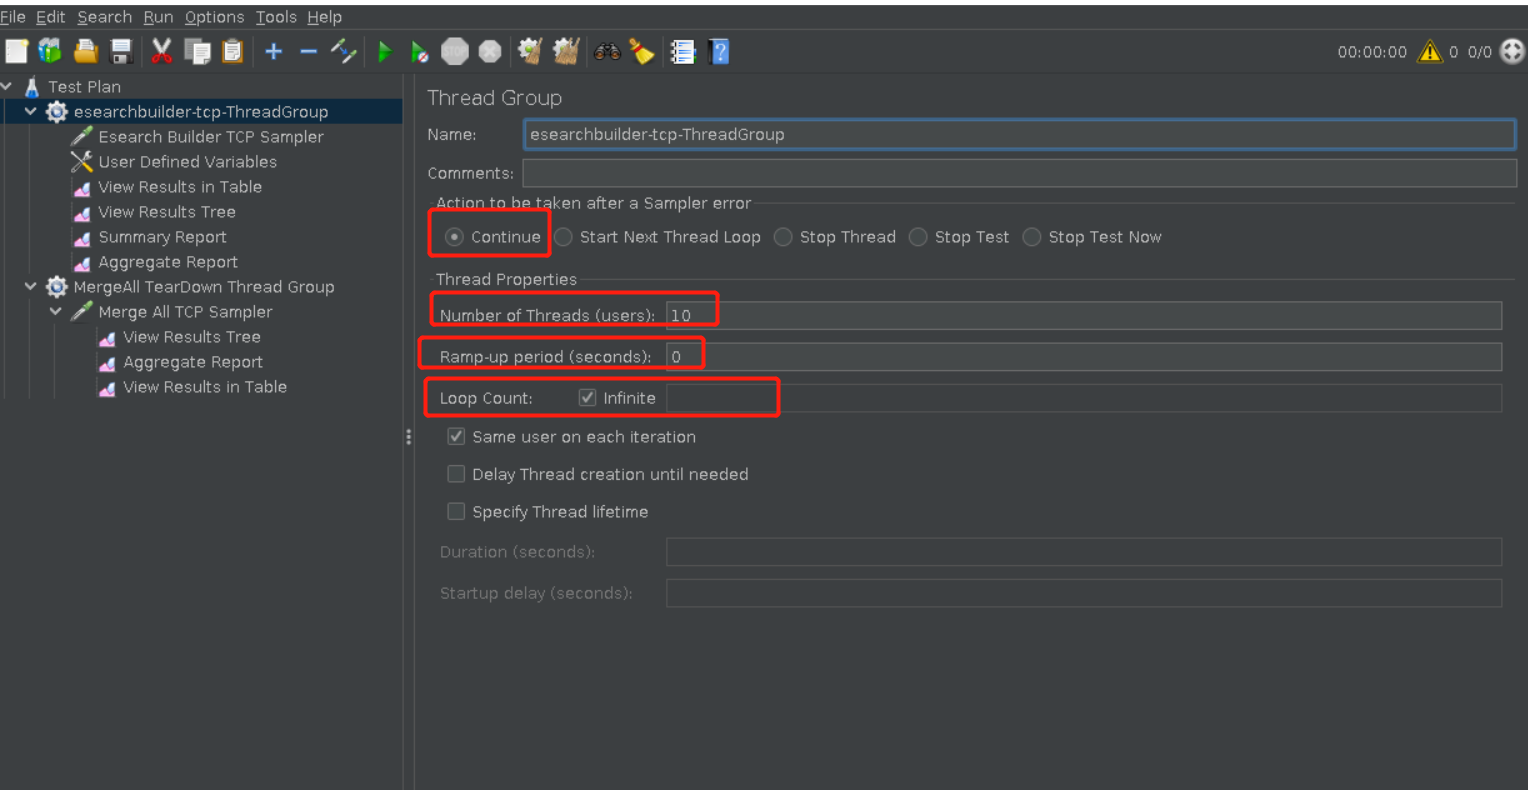 File Edit Search Run Options Tools Help
STOP
00:00:00 0 0/0
Test Plan
esearchbuilder-tcp-ThreadGroup
Esearch Builder TCP Sampler
User Defined Variables
View Results in Table
View Results Tree
Summary Report
Aggregate Report
MergeAll TearDown Thread Group
Merge All TCP Sampler
View Results Tree
Aggregate Report
View Results in Table
Thread Group
Name: esearchbuilder-tcp-ThreadGroup
Comments:
Action to be taken after a Sampler error
Continue Start Next Thread Loop Stop Thread Stop Test Stop Test Now
Thread Properties
Number of Threads (users): 10
Ramp-up period (seconds): 0
Loop Count: Infinite
Same user on each iteration
Delay Thread creation until needed
Specify Thread lifetime
Duration (seconds):
Startup delay (seconds):